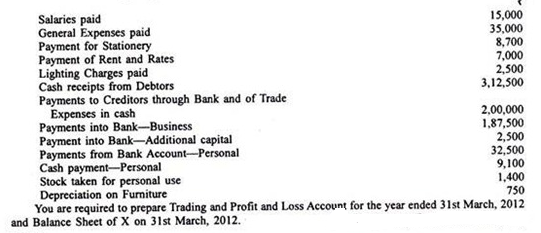 ₹
Salaries paid 15,000
General Expenses paid 35,000
Payment for Stationery 8,700
Payment of Rent and Rates 7,000
Lighting Charges paid 2,500
Cash receipts from Debtors 3,12,500
Payments to Creditors through Bank and of Trade
Expenses in cash 2,00,000
Payments into Bank—Business 1,87,500
Payment into Bank—Additional capital 2,500
Payments from Bank Account—Personal 32,500
Cash payment—Personal 9,100
Stock taken for personal use 1,400
Depreciation on Furniture 750
You are required to prepare Trading and Profit and Loss Account for the year ended 31st March, 2012
and Balance Sheet of X on 31st March, 2012.